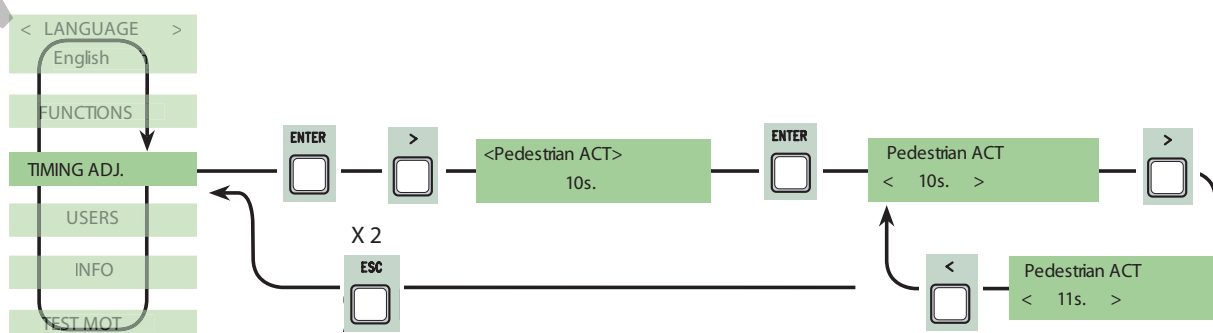 < LANGUAGE >
English
FUNCTIONS
TIMING ADJ.
USERS
INFO
TEST MOT.
ENTER
>
<Pedestrian ACT>
10s.
ENTER
Pedestrian ACT
< 10s. >
>
X 2
ESC
<
Pedestrian ACT
< 11s. >